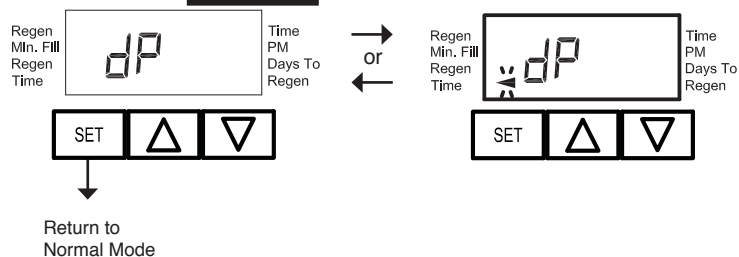 Regen
Min. Fill
Regen
Time
dP
Time
PM
Days To
Regen
SET
Return to
Normal Mode
or
Regen
Min. Fill
Regen
Time
dP
Time
PM
Days To
Regen
SET